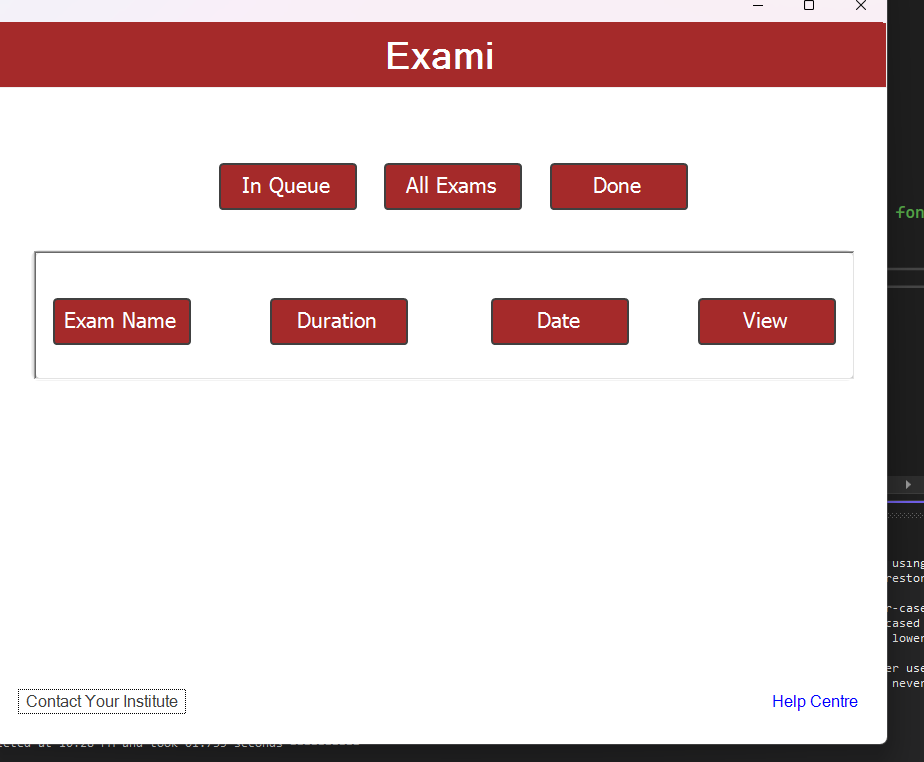 Exami
In Queue
All Exams
Done
fon
Exam Name
Duration
Date
View
using
restor
r-case
cased
lower
er use
never
Contact Your Institute
Help Centre